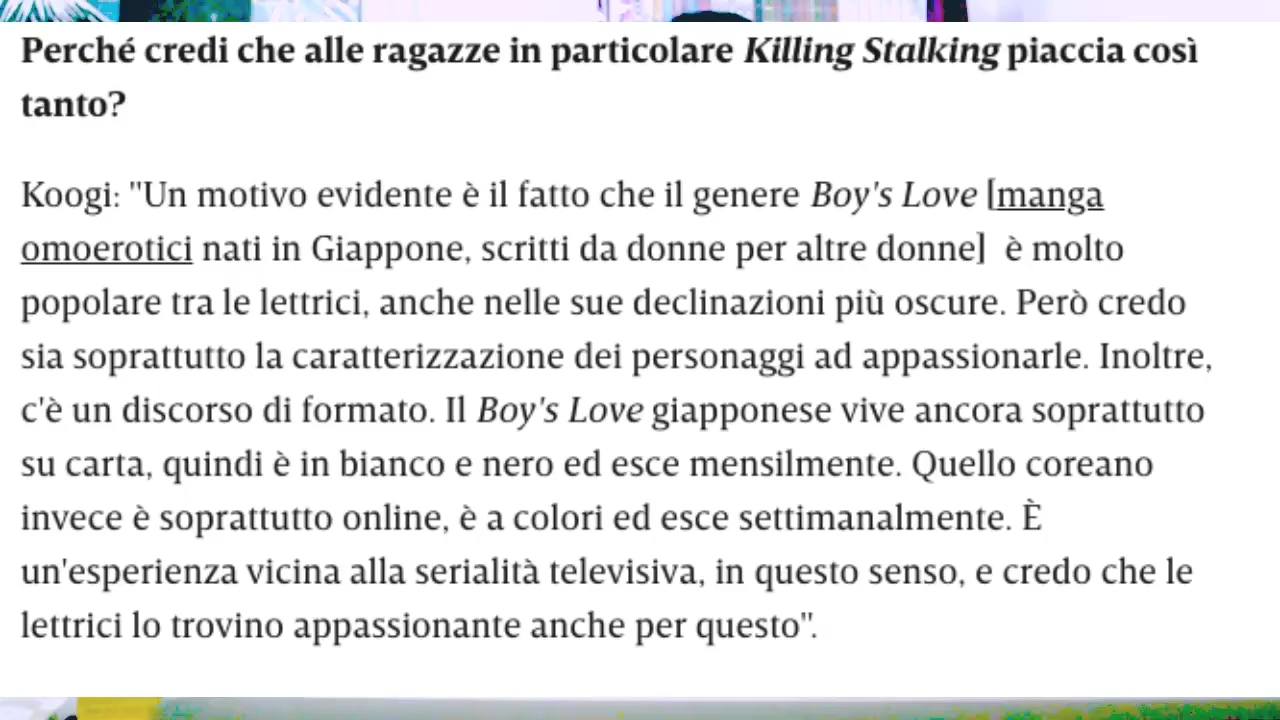 Perché credi che alle ragazze in particolare Killing Stalking piaccia così
tanto?
Koogi: "Un motivo evidente è il fatto che il genere Boy's Love [manga
omoerotici nati in Giappone, scritti da donne per altre donne]  è molto
popolare tra le lettrici, anche nelle sue declinazioni più oscure. Però credo
sia soprattutto la caratterizzazione dei personaggi ad appassionarle. Inoltre,
c'è un discorso di formato. Il Boy's Love giapponese vive ancora soprattutto
su carta, quindi è in bianco e nero ed esce mensilmente. Quello coreano
invece è soprattutto online, è a colori ed esce settimanalmente. È
un'esperienza vicina alla serialità televisiva, in questo senso, e credo che le
lettrici lo trovino appassionante anche per questo".